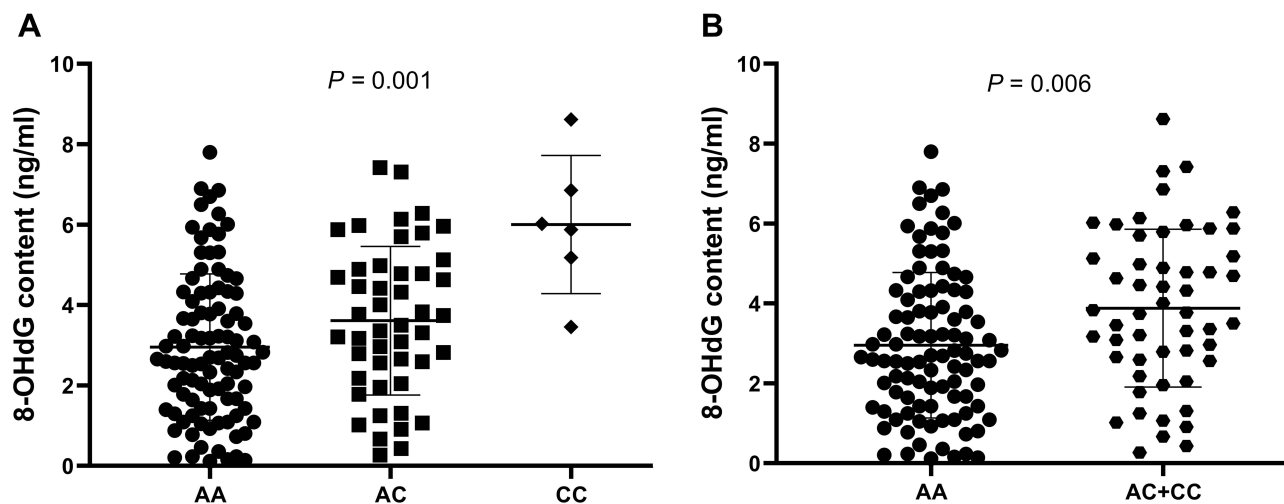 A
8-OHdG content (ng/ml)
10
8
6
4
2
0
P = 0.001
AA
AC
CC
B
8-OHdG content (ng/ml)
10
8
6
4
2
0
P = 0.006
AA
AC+CC